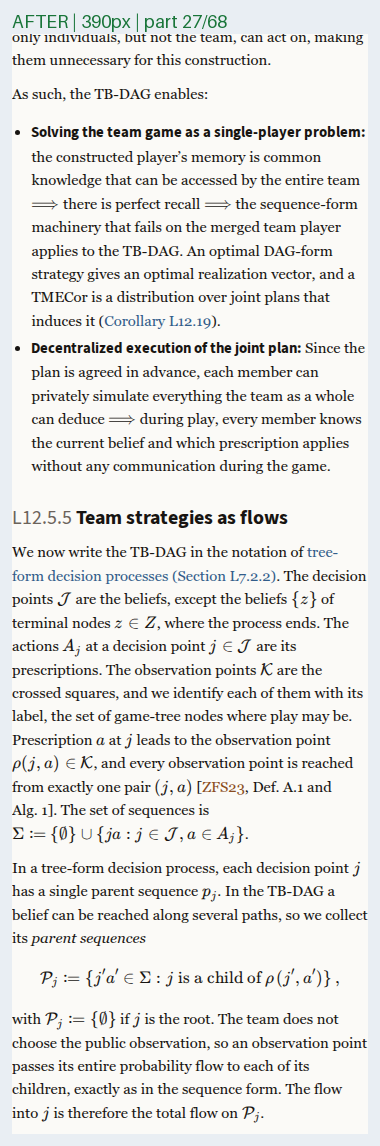 AFTER | 390px | part 27/68
only individuals, but not the team, can act on, making
them unnecessary for this construction.
As such, the TB-DAG enables:
• Solving the team game as a single-player problem:
the constructed player's memory is common
knowledge that can be accessed by the entire team
⟹ there is perfect recall ⟹ the sequence-form
machinery that fails on the merged team player
applies to the TB-DAG. An optimal DAG-form
strategy gives an optimal realization vector, and a
TMECor is a distribution over joint plans that
induces it (Corollary L12.19).
• Decentralized execution of the joint plan: Since the
plan is agreed in advance, each member can
privately simulate everything the team as a whole
can deduce ⟹ during play, every member knows
the current belief and which prescription applies
without any communication during the game.
L12.5.5 Team strategies as flows
We now write the TB-DAG in the notation of tree-
form decision processes (Section L7.2.2). The decision
points 𝒥 are the beliefs, except the beliefs {z} of
terminal nodes z ∈ Z, where the process ends. The
actions A_j at a decision point j ∈ 𝒥 are its
prescriptions. The observation points 𝒦 are the
crossed squares, and we identify each of them with its
label, the set of game-tree nodes where play may be.
Prescription a at j leads to the observation point
ρ(j, a) ∈ 𝒦, and every observation point is reached
from exactly one pair (j, a) [ZFS23, Def. A.1 and
Alg. 1]. The set of sequences is
Σ := {∅} ∪ {ja : j ∈ 𝒥, a ∈ A_j}.
In a tree-form decision process, each decision point j
has a single parent sequence p_j. In the TB-DAG a
belief can be reached along several paths, so we collect
its parent sequences
𝒫_j := {j′a′ ∈ Σ : j is a child of ρ(j′, a′)} ,
with 𝒫_j := {∅} if j is the root. The team does not
choose the public observation, so an observation point
passes its entire probability flow to each of its
children, exactly as in the sequence form. The flow
into j is therefore the total flow on 𝒫_j.